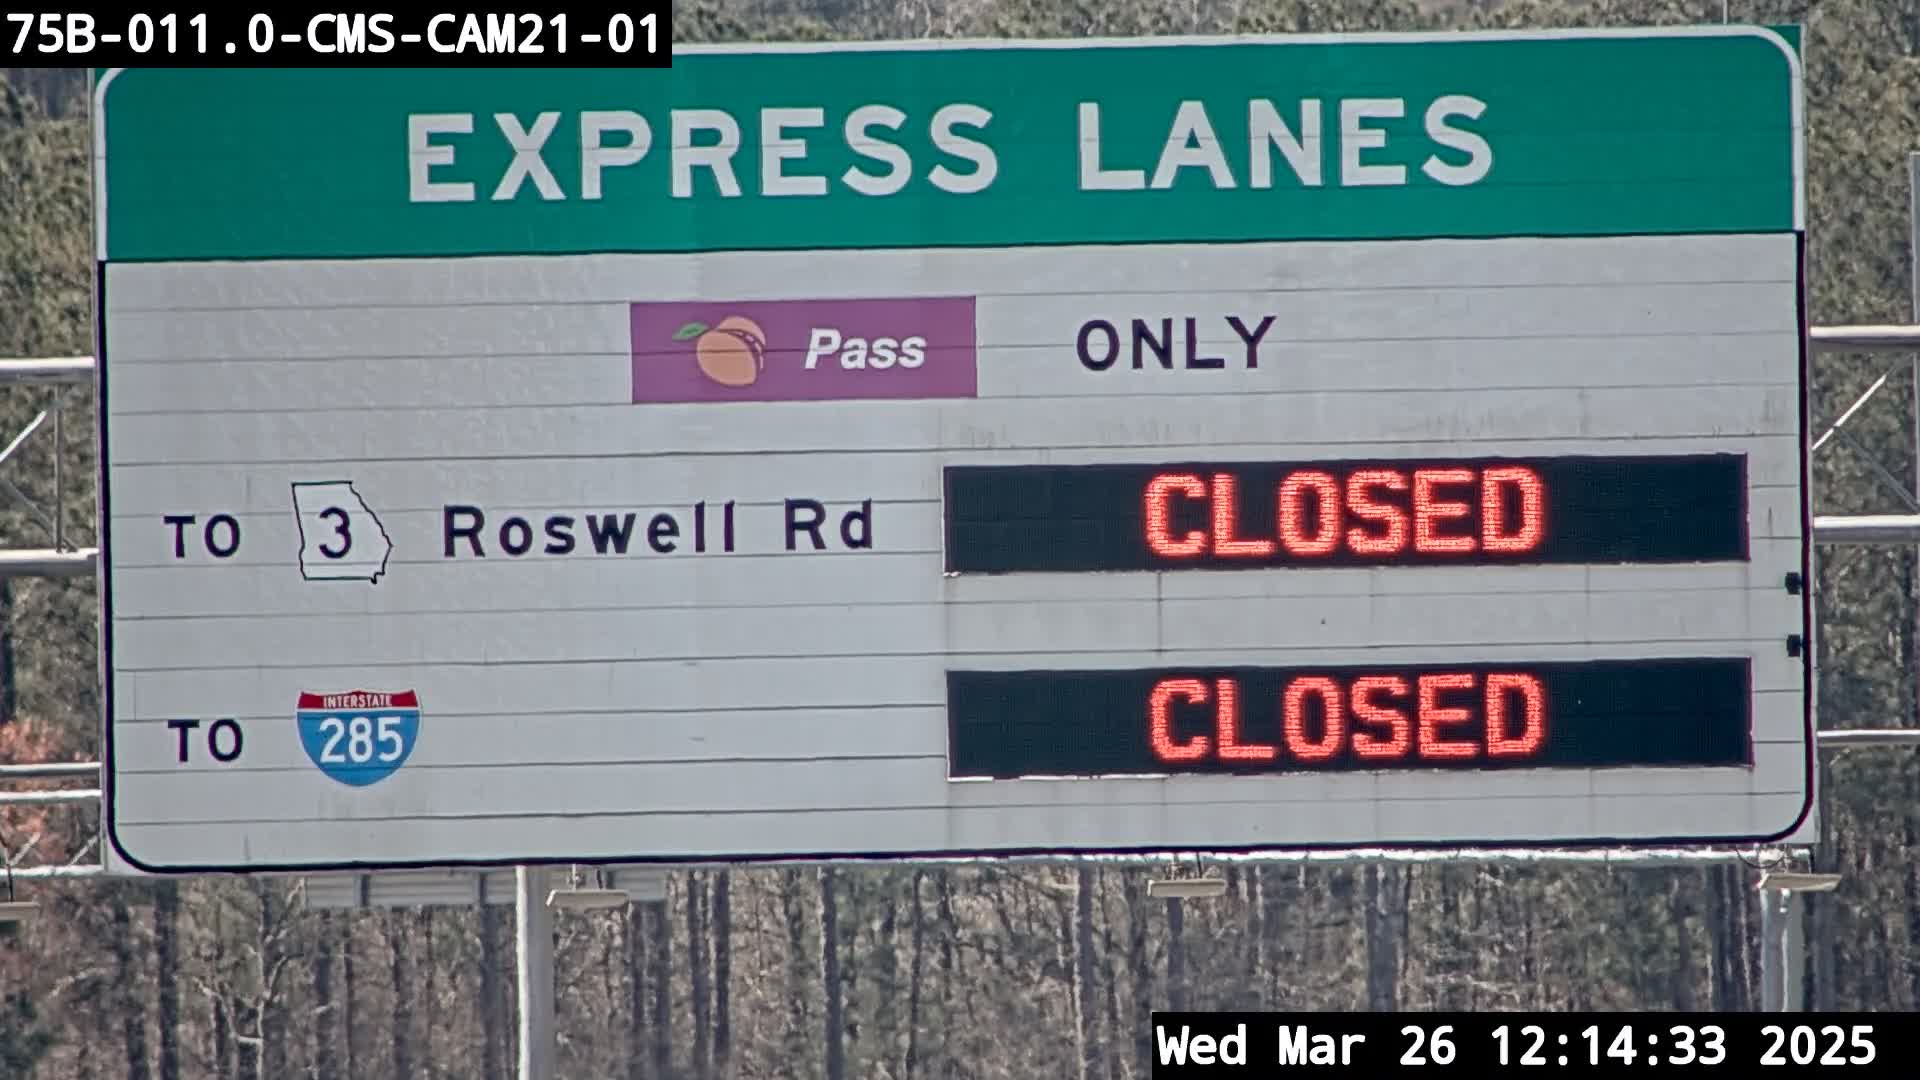 75B-011.0-CMS-CAM21-01
EXPRESS LANES
Pass ONLY
TO 3 Roswell Rd CLOSED
TO INTERSTATE 285 CLOSED
Wed Mar 26 12:14:33 2025